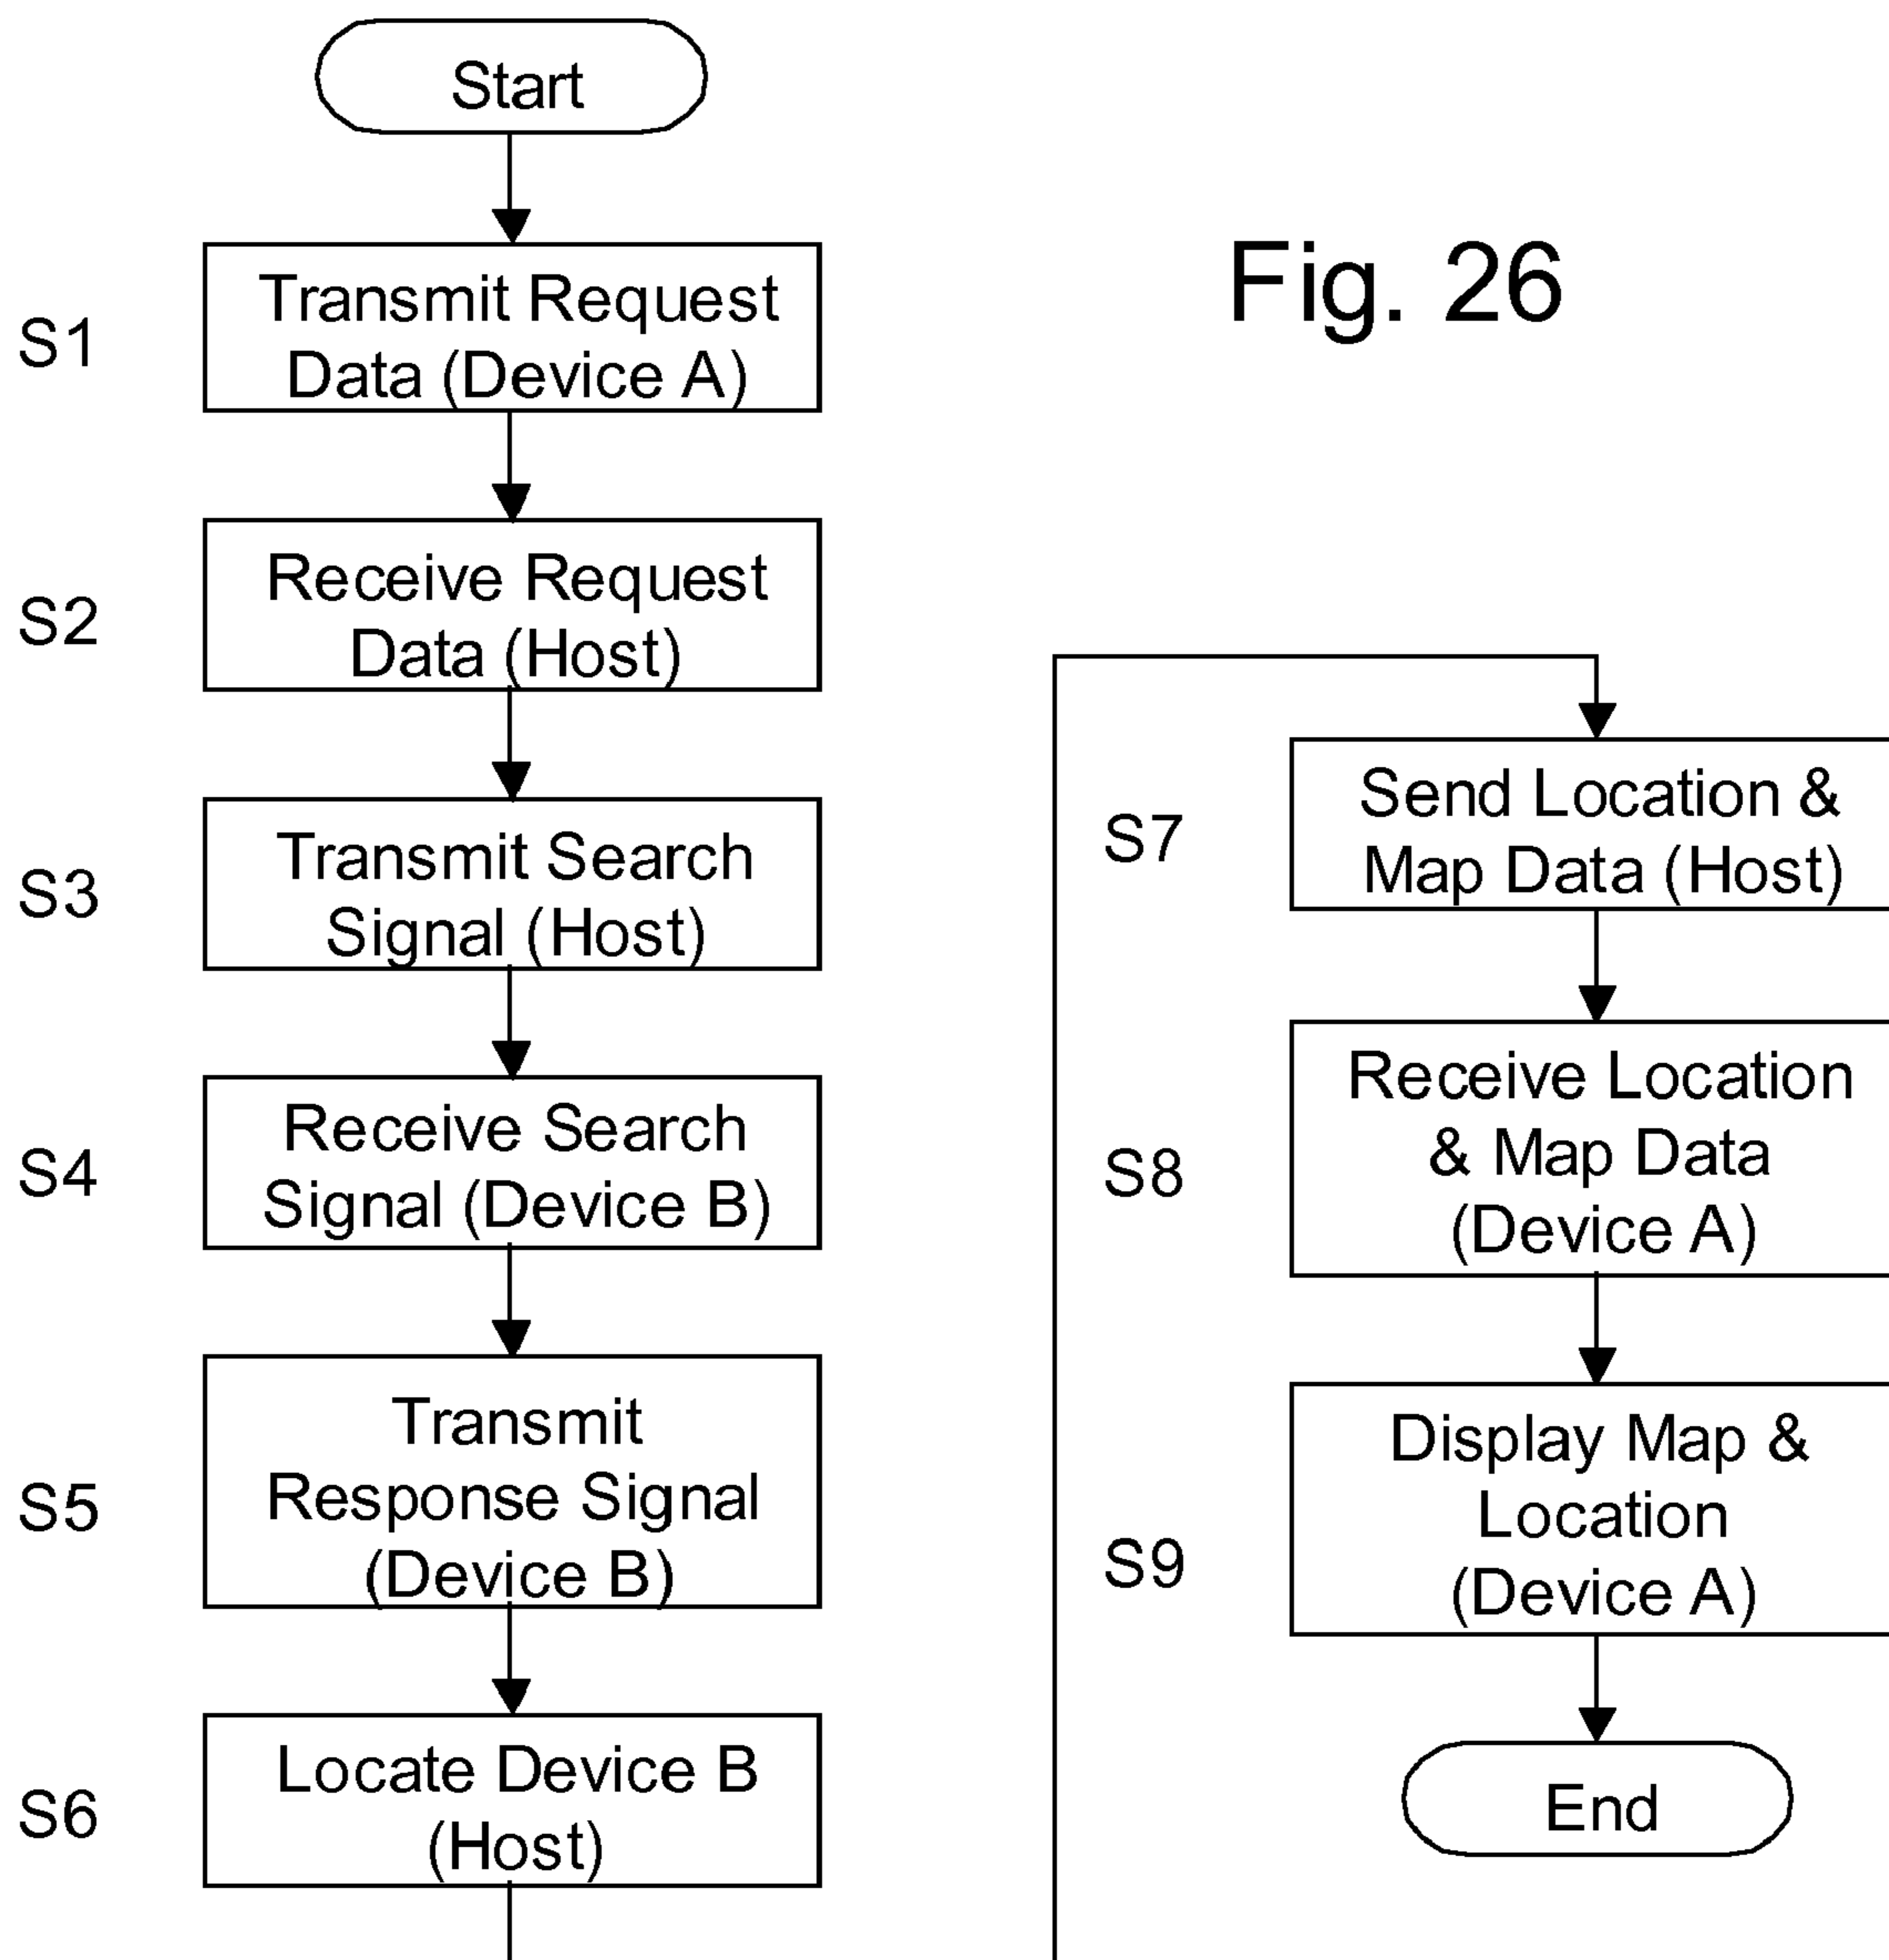 Fig. 26
Start
S1
Transmit Request
Data (Device A)
S2
Receive Request
Data (Host)
S3
Transmit Search
Signal (Host)
S4
Receive Search
Signal (Device B)
S5
Transmit
Response Signal
(Device B)
S6
Locate Device B
(Host)
S7
Send Location &
Map Data (Host)
S8
Receive Location
& Map Data
(Device A)
S9
Display Map &
Location
(Device A)
End